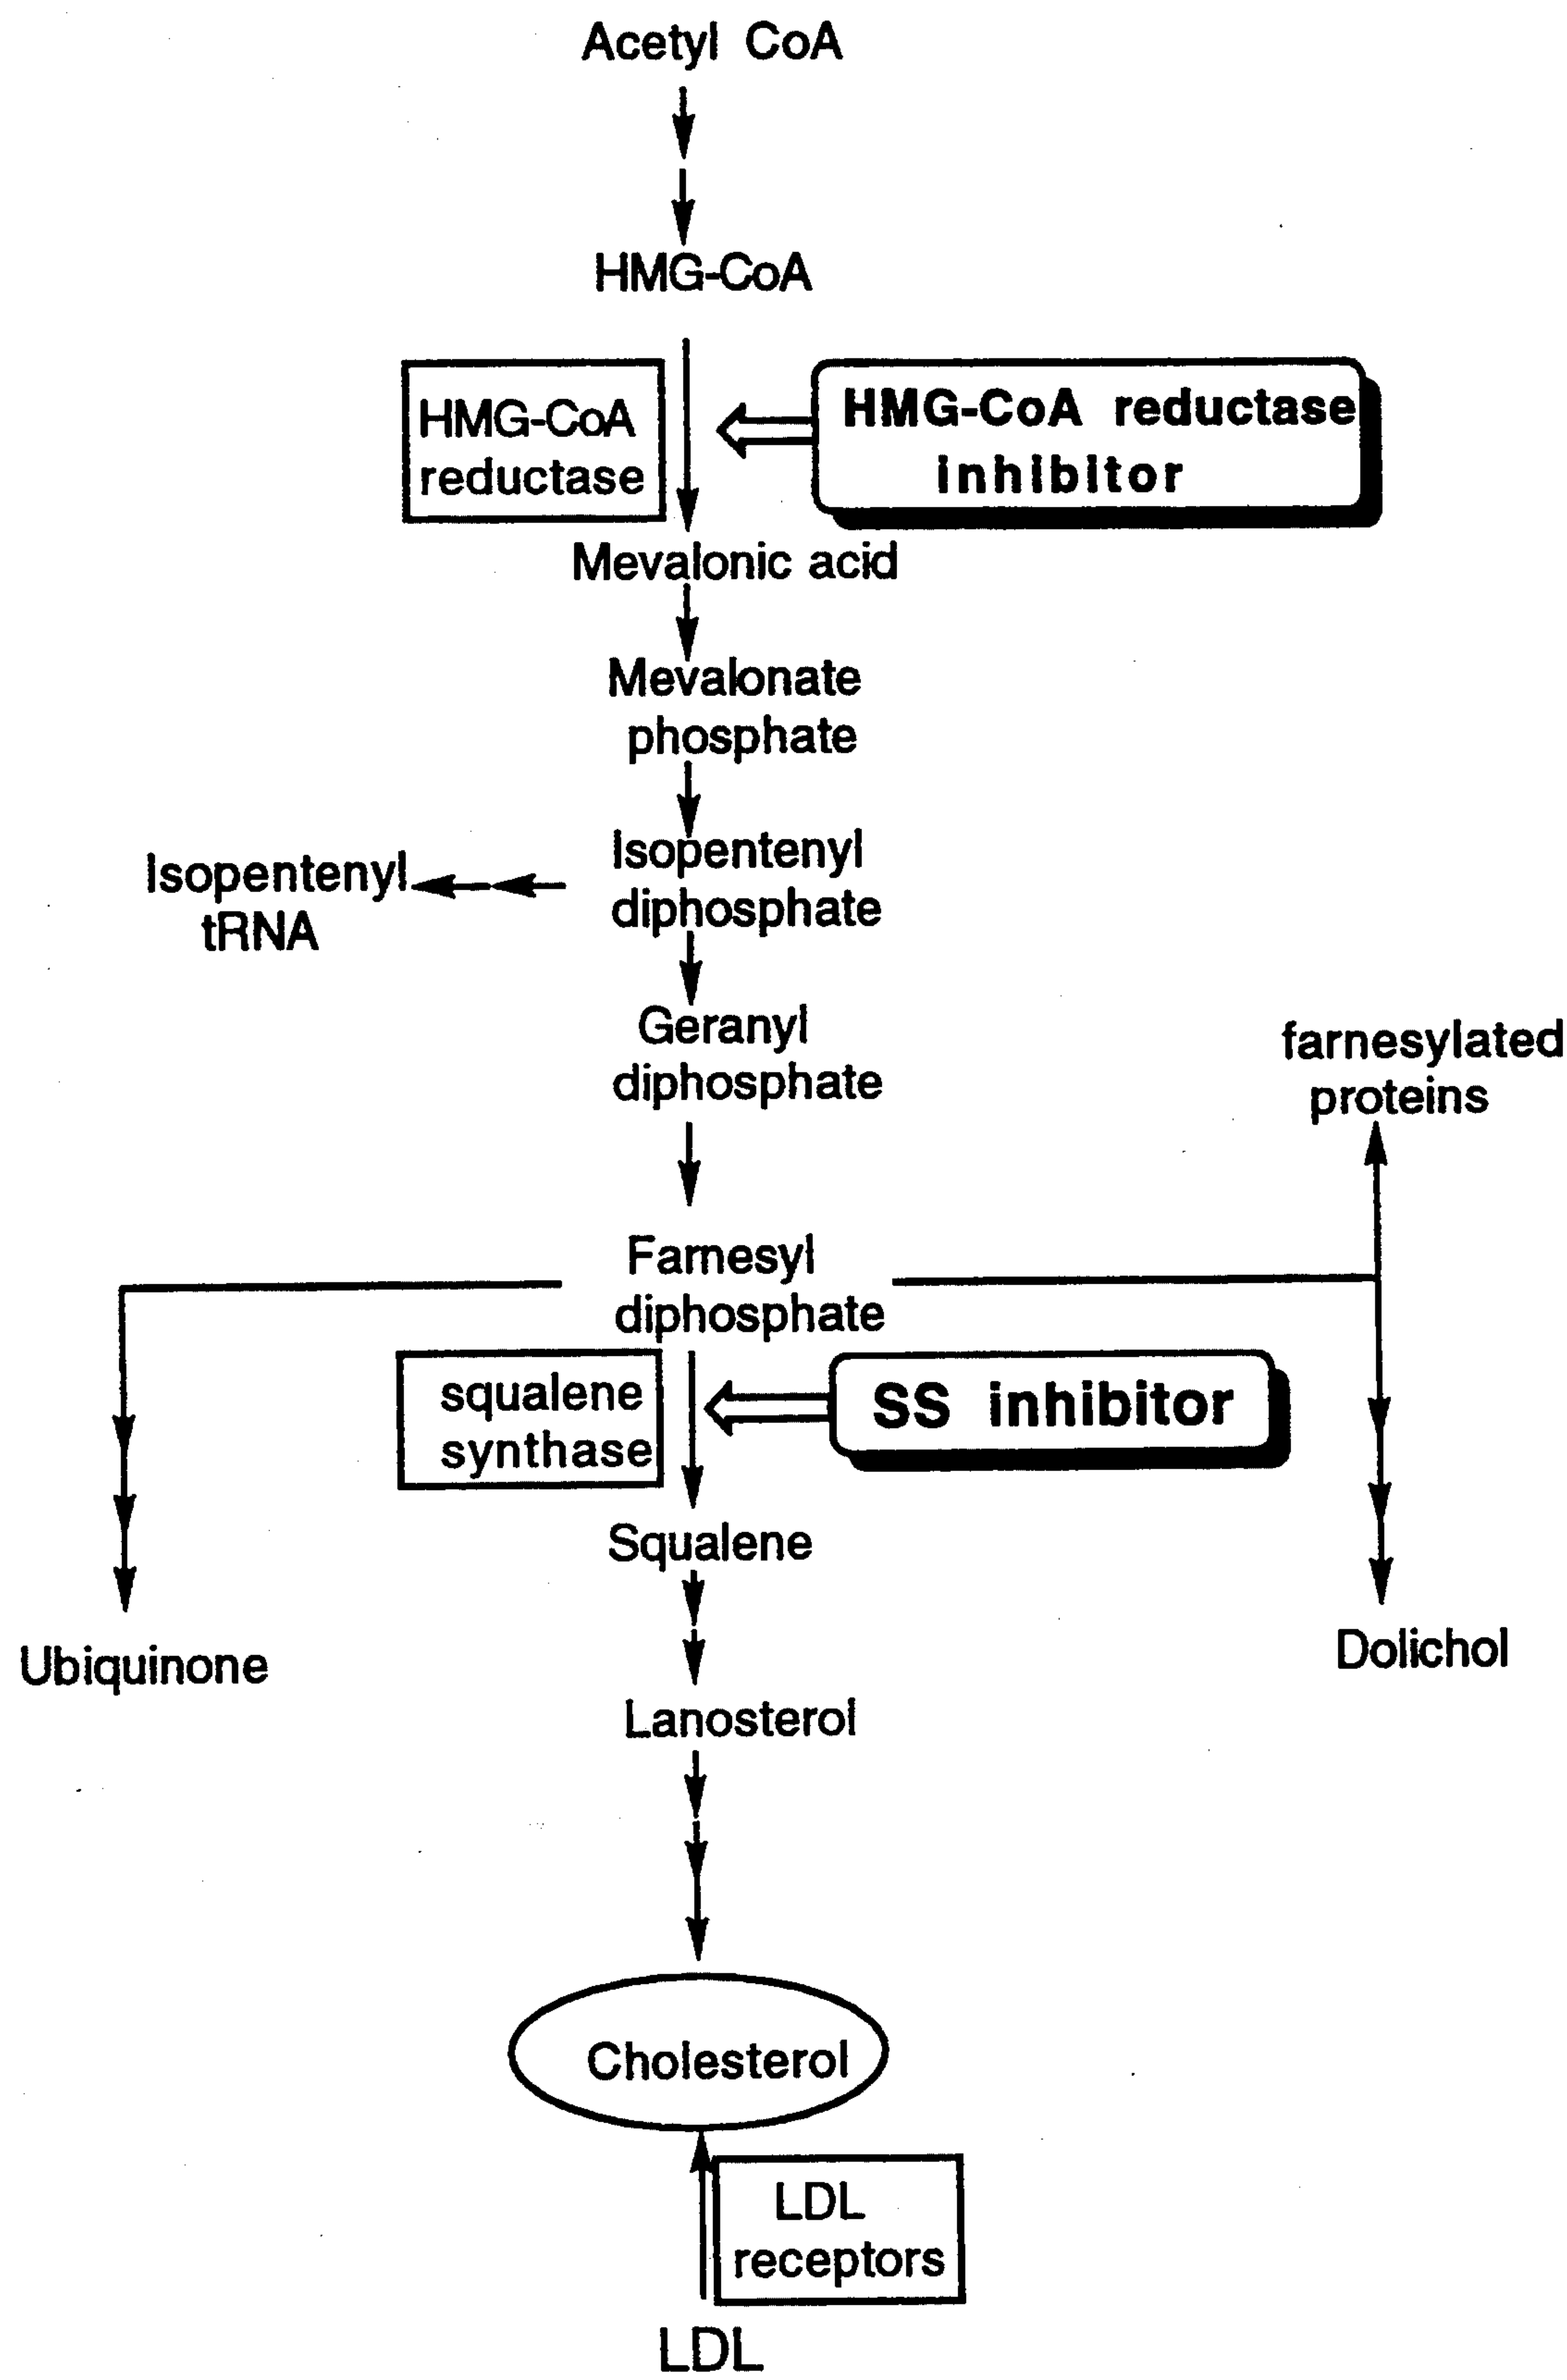 Acetyl CoA
HMG-CoA
HMG-CoA
reductase
HMG-CoA reductase
inhibitor
Mevalonic acid
Mevalonate
phosphate
Isopentenyl
diphosphate
Isopentenyl
tRNA
Geranyl
diphosphate
farnesylated
proteins
Farnesyl
diphosphate
squalene
synthase
SS inhibitor
Squalene
Ubiquinone
Dolichol
Lanosterol
Cholesterol
LDL
receptors
LDL